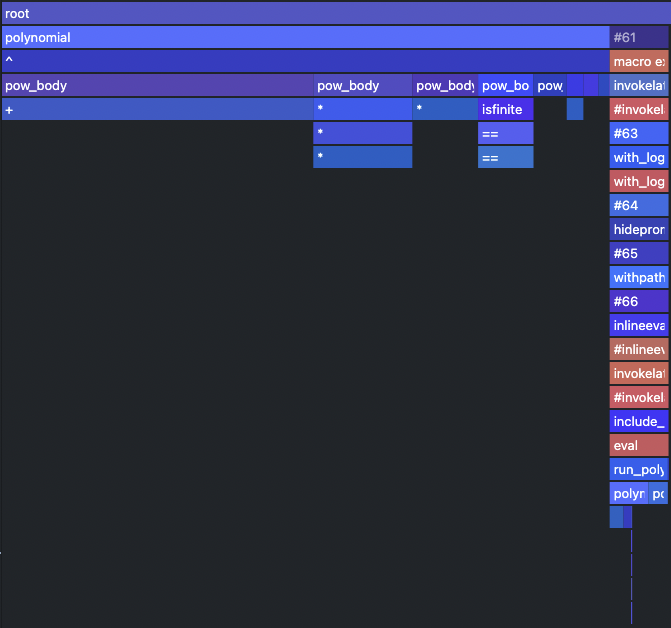 root
polynomial #61
^ macro ex
pow_body pow_body pow_body pow_bo pow_ invokelat
+ * * isfinite #invokel
* == #63
* == with_log
with_log
#64
hidepron
#65
withpath
#66
inlineeva
#inlineev
invokelat
#invokel
include_
eval
run_poly
polyn po